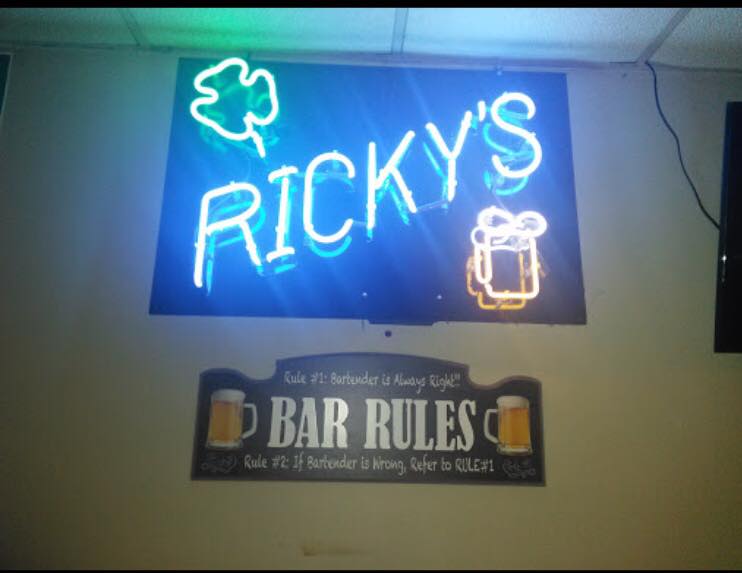 RICKY'S
Rule #1: Bartender is Always Right!!
BAR RULES
Rule #2: If Bartender is Wrong, Refer to RULE#1